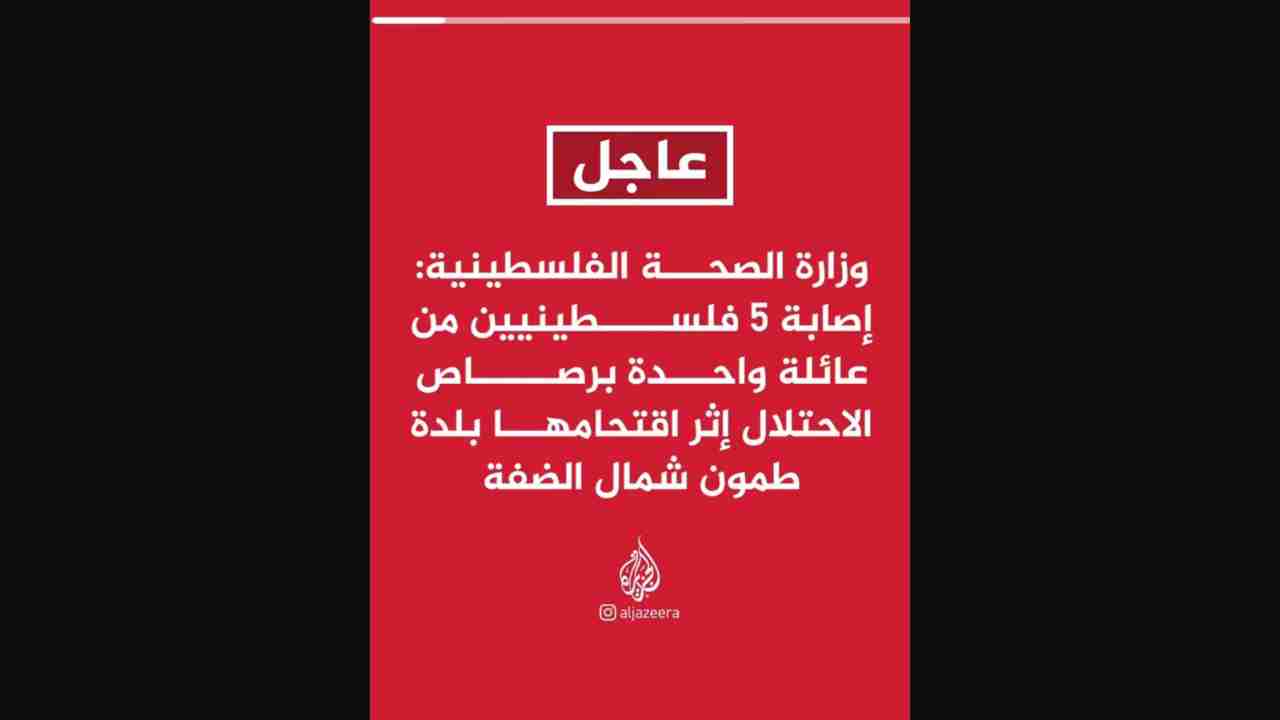 عاجل
وزارة الصحة الفلسطينية:
إصابة 5 فلسطينيين من
عائلة واحدة برصاص
الاحتلال إثر اقتحامها بلدة
طمون شمال الضفة
الجزيرة
aljazeera